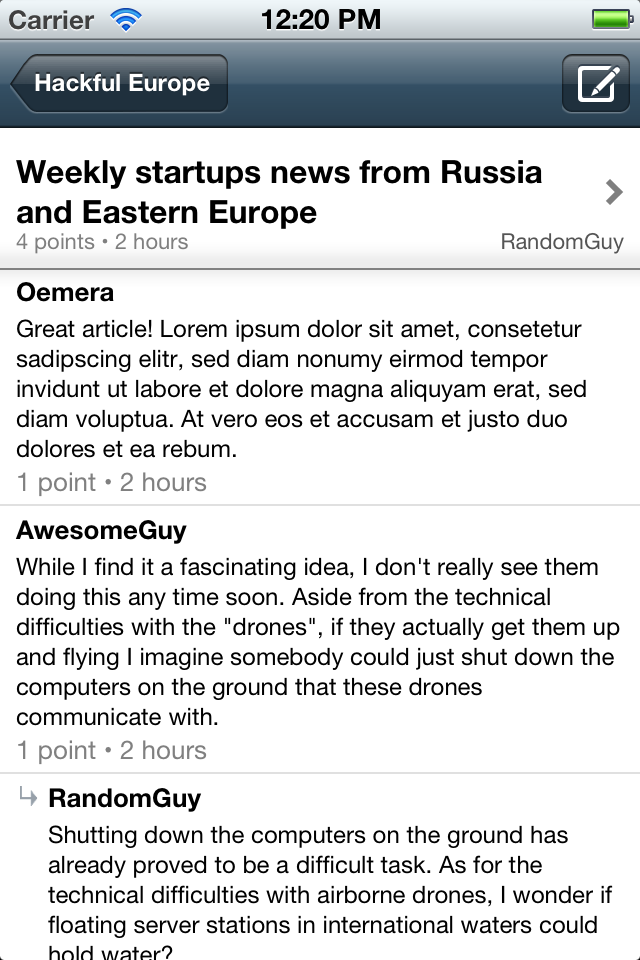 Carrier 12:20 PM
Hackful Europe
Weekly startups news from Russia
and Eastern Europe
4 points • 2 hours RandomGuy
Oemera
Great article! Lorem ipsum dolor sit amet, consetetur
sadipscing elitr, sed diam nonumy eirmod tempor
invidunt ut labore et dolore magna aliquyam erat, sed
diam voluptua. At vero eos et accusam et justo duo
dolores et ea rebum.
1 point • 2 hours
AwesomeGuy
While I find it a fascinating idea, I don't really see them
doing this any time soon. Aside from the technical
difficulties with the "drones", if they actually get them up
and flying I imagine somebody could just shut down the
computers on the ground that these drones
communicate with.
1 point • 2 hours
RandomGuy
Shutting down the computers on the ground has
already proved to be a difficult task. As for the
technical difficulties with airborne drones, I wonder if
floating server stations in international waters could
hold water?